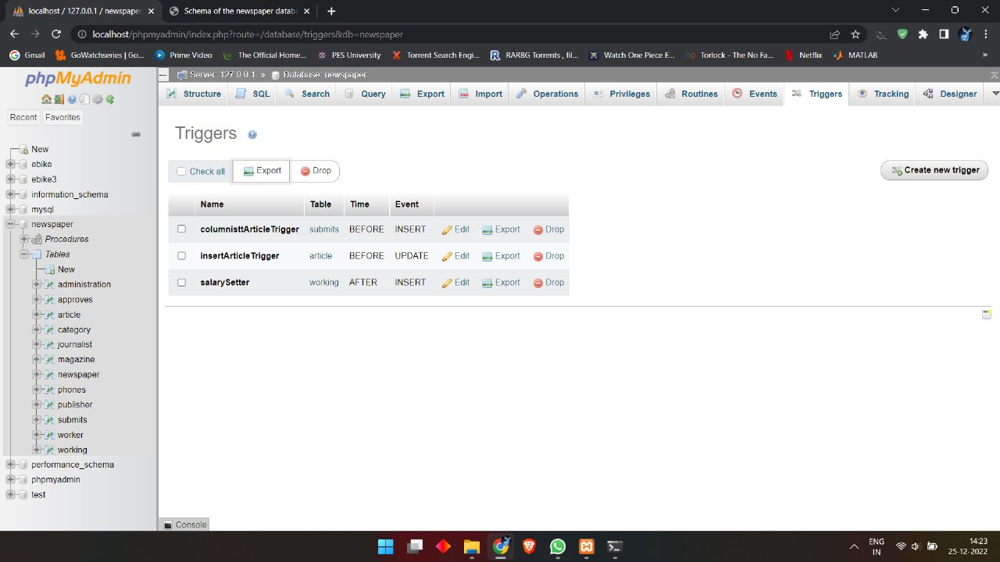 localhost / 127.0.0.1 / newspaper
Schema of the newspaper databa
localhost/phpmyadmin/index.php?route=/database/triggers&db=newspaper
Gmail GoWatchseries | Go... Prime Video The Official Home... PES University Torrent Search Engi... RARBG Torrents , fil... Watch One Piece E... Torlock - The No Fa... Netflix MATLAB »
phpMyAdmin
Recent Favorites
New
ebike
ebike3
information_schema
mysql
newspaper
Procedures
Tables
New
administration
approves
article
category
journalist
magazine
newspaper
phones
publisher
submits
worker
working
performance_schema
phpmyadmin
test
Server: 127.0.0.1 » Database: newspaper
Structure SQL Search Query Export Import Operations Privileges Routines Events Triggers Tracking Designer
Triggers
Check all Export Drop
Create new trigger
Name Table Time Event
columnisttArticleTrigger submits BEFORE INSERT Edit Export Drop
insertArticleTrigger article BEFORE UPDATE Edit Export Drop
salarySetter working AFTER INSERT Edit Export Drop
Console
ENG
IN
14:23
25-12-2022